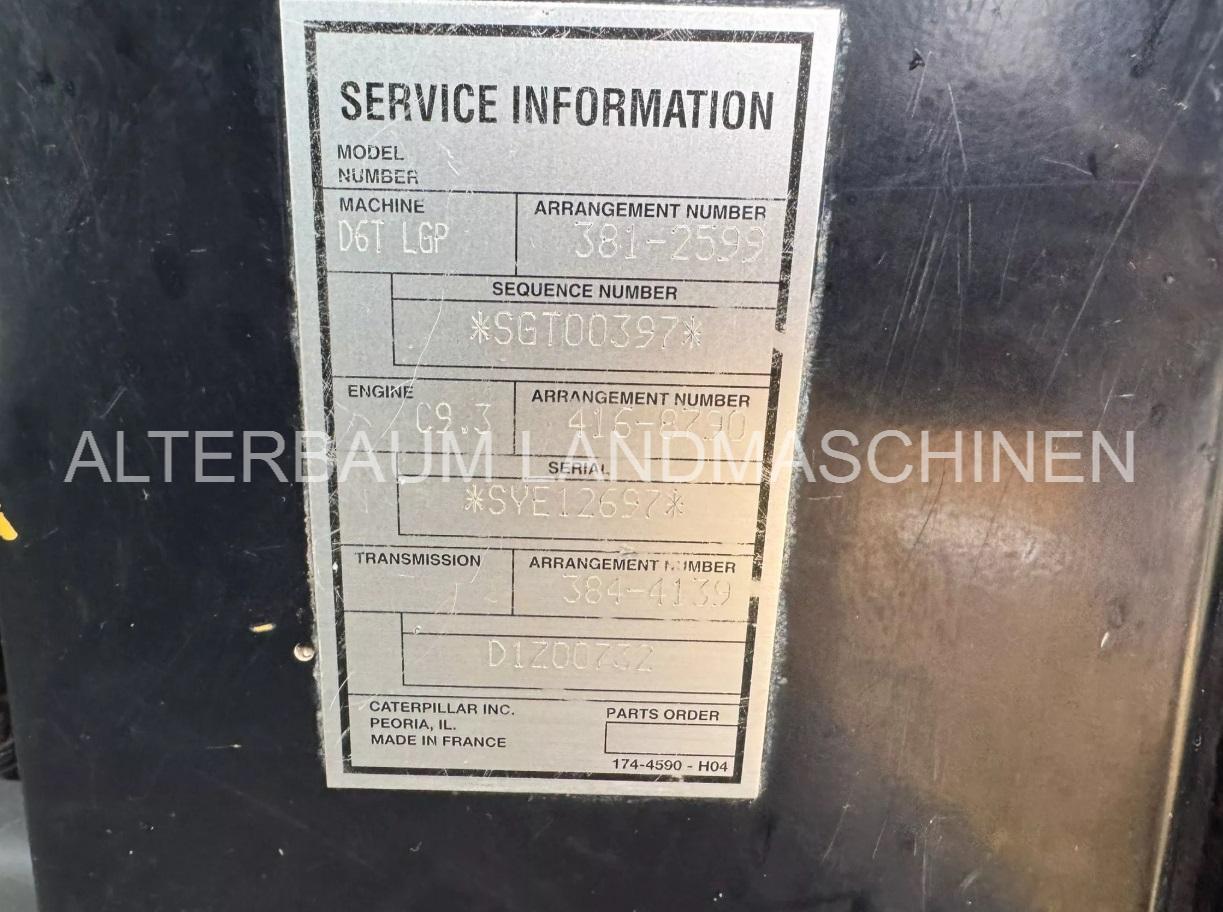 SERVICE INFORMATION
MODEL
NUMBER
MACHINE
ARRANGEMENT NUMBER
D6T LGP
381-2599
SEQUENCE NUMBER
*SGT00397*
ENGINE
ARRANGEMENT NUMBER
C9.3
ALTERBAUM LANDMASCHINEN
SERIAL
*SYE12697*
TRANSMISSION
ARRANGEMENT NUMBER
384-4139
D1Z00732
CATERPILLAR INC.
PEORIA, IL.
MADE IN FRANCE
PARTS ORDER
174-4590 - H04